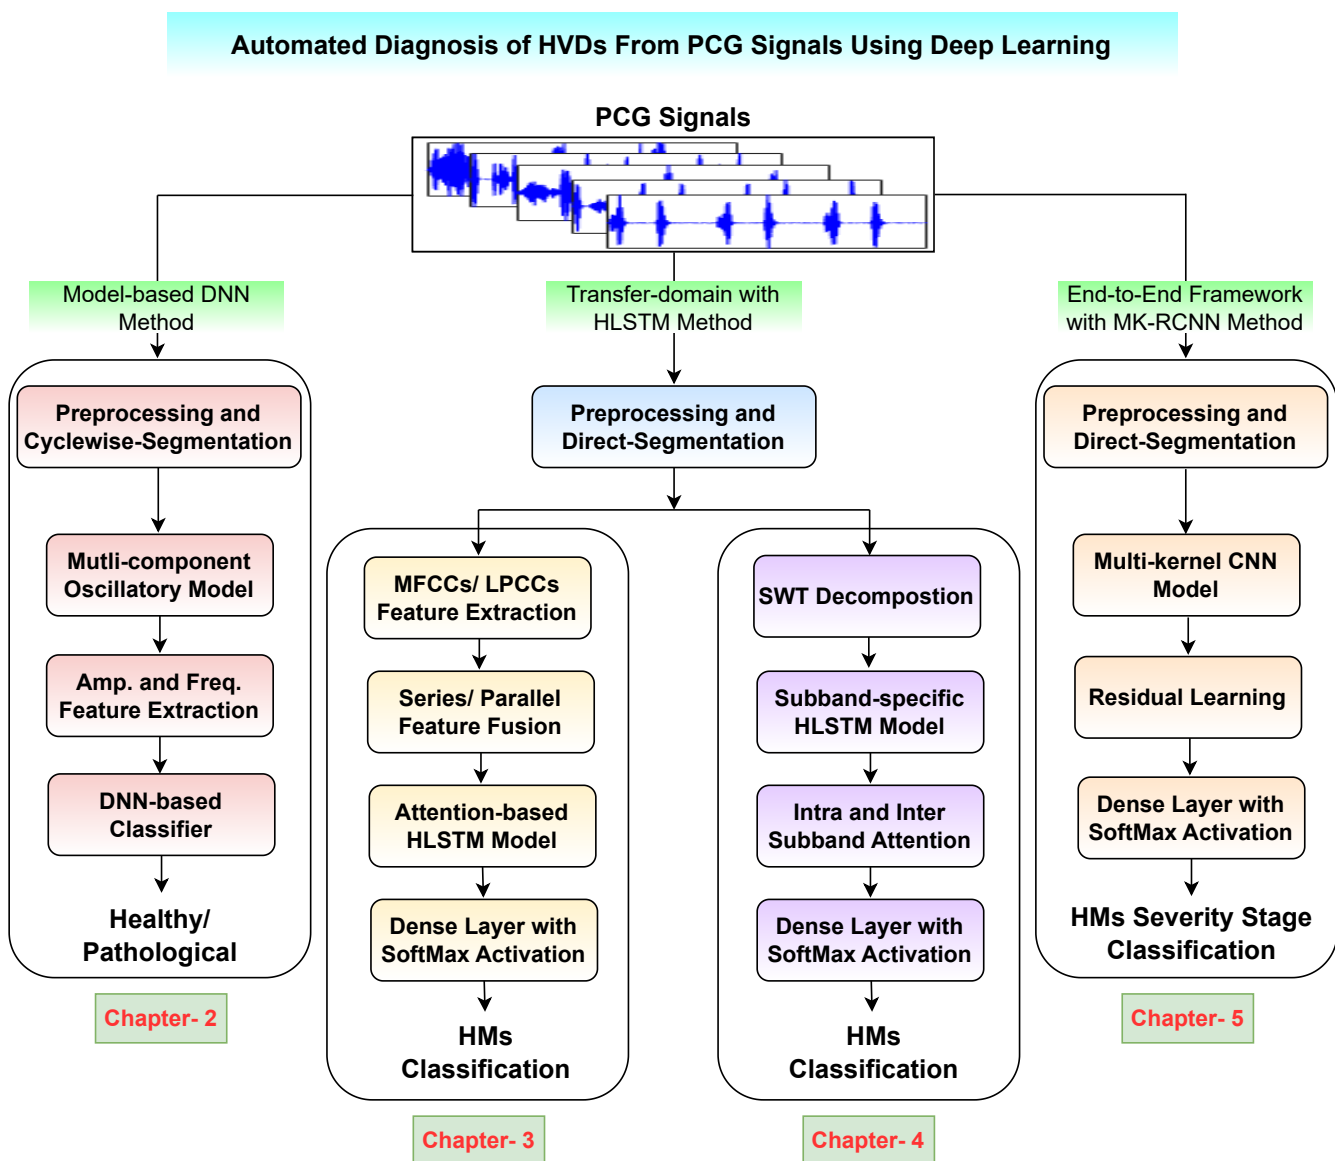 Automated Diagnosis of HVDs From PCG Signals Using Deep Learning
PCG Signals
Model-based DNN
Method
Transfer-domain with
HLSTM Method
End-to-End Framework
with MK-RCNN Method
Preprocessing and
Cyclewise-Segmentation
Mutli-component
Oscillatory Model
Amp. and Freq.
Feature Extraction
DNN-based
Classifier
Healthy/
Pathological
Chapter- 2
Preprocessing and
Direct-Segmentation
MFCCs/ LPCCs
Feature Extraction
Series/ Parallel
Feature Fusion
Attention-based
HLSTM Model
Dense Layer with
SoftMax Activation
HMs
Classification
Chapter- 3
SWT Decompostion
Subband-specific
HLSTM Model
Intra and Inter
Subband Attention
Dense Layer with
SoftMax Activation
HMs
Classification
Chapter- 4
Preprocessing and
Direct-Segmentation
Multi-kernel CNN
Model
Residual Learning
Dense Layer with
SoftMax Activation
HMs Severity Stage
Classification
Chapter- 5